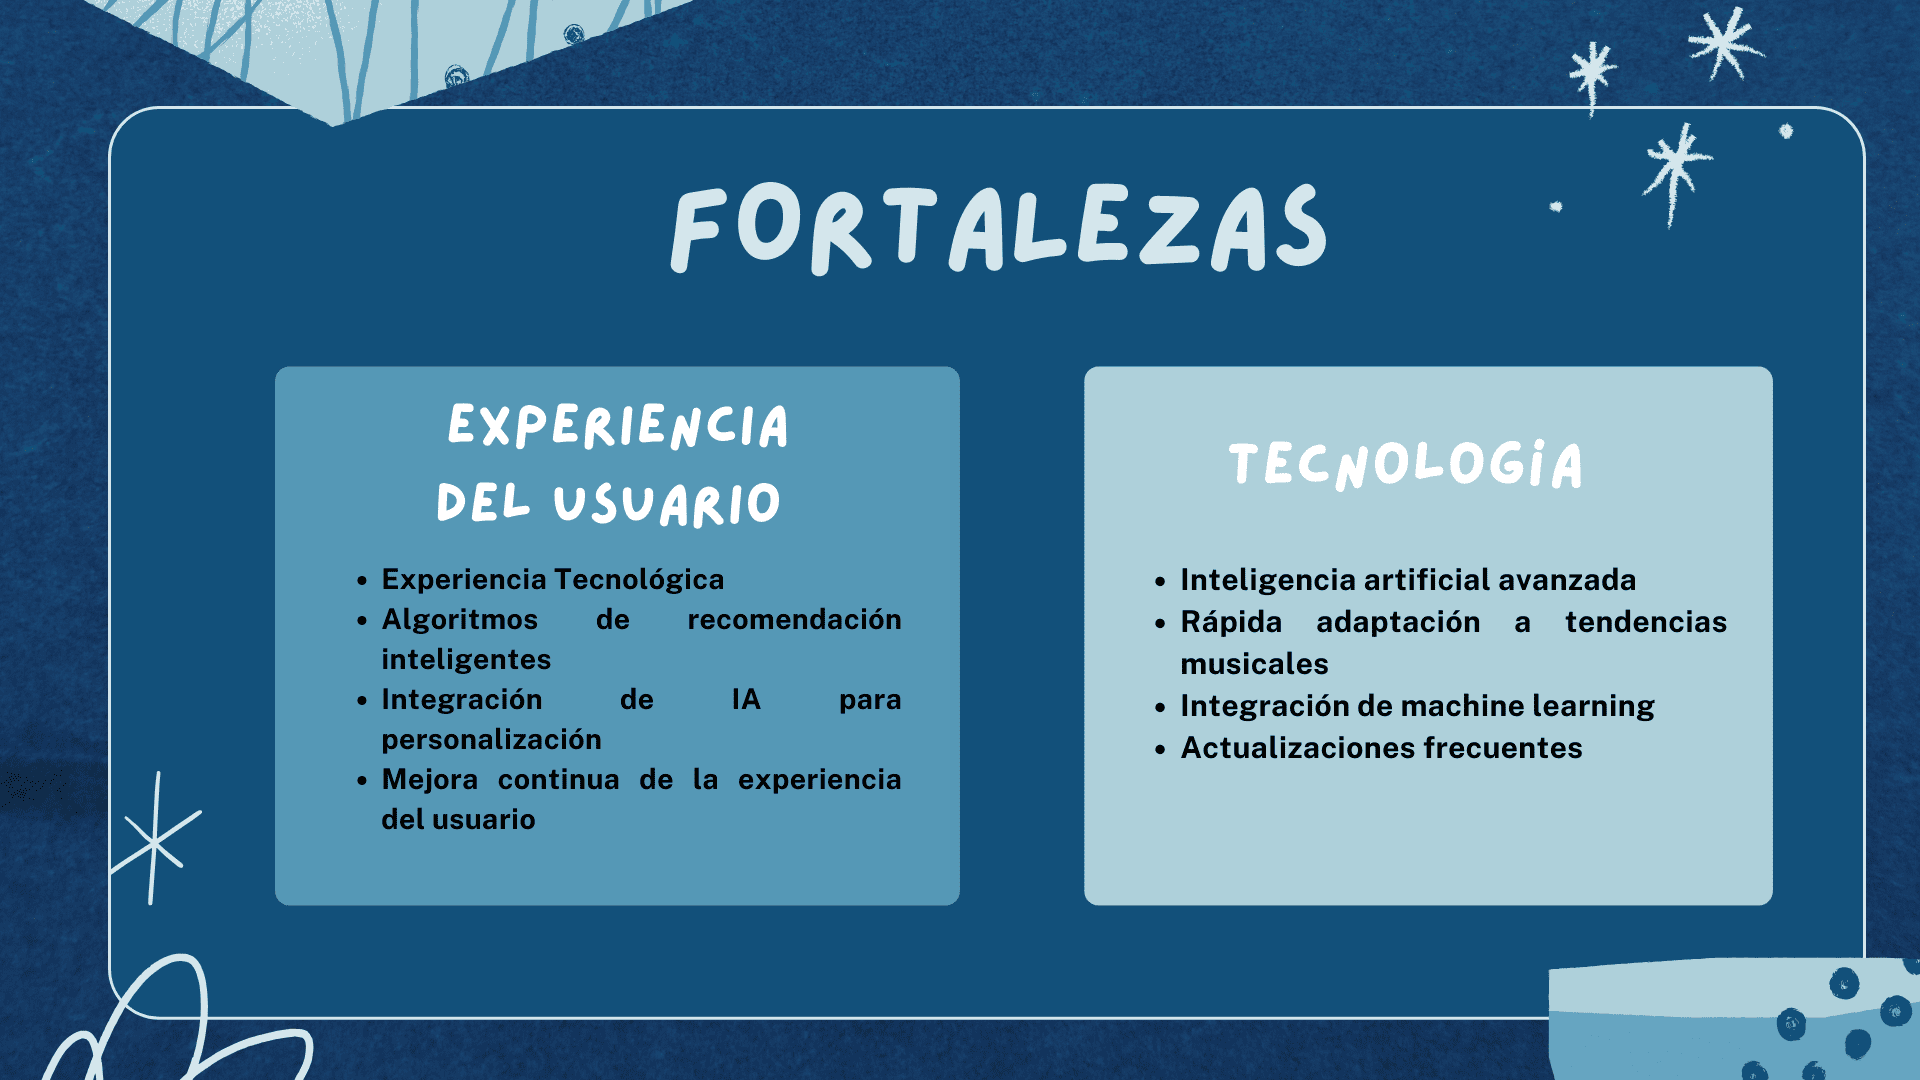 FORTALEZAS
EXPERIENCIA
DEL USUARIO
• Experiencia Tecnológica
• Algoritmos de recomendación
inteligentes
• Integración de IA para
personalización
• Mejora continua de la experiencia
del usuario
TECNOLOGíA
• Inteligencia artificial avanzada
• Rápida adaptación a tendencias
musicales
• Integración de machine learning
• Actualizaciones frecuentes